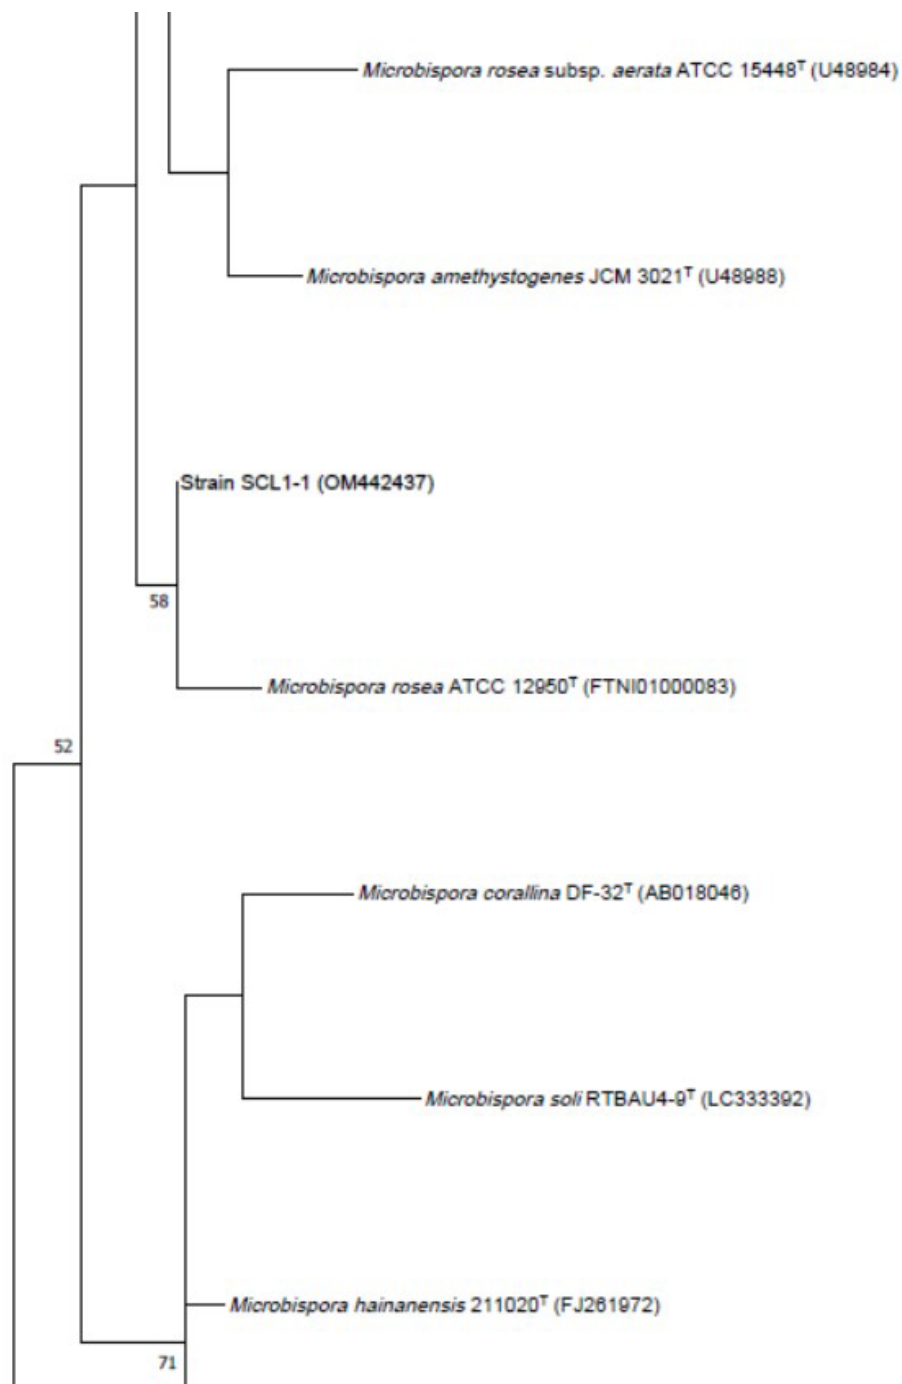 Microbispora rosea subsp. aerata ATCC 15448ᵀ (U48984)
Microbispora amethystogenes JCM 3021ᵀ (U48988)
Strain SCL1-1 (OM442437)
58
Microbispora rosea ATCC 12950ᵀ (FTNI01000083)
52
Microbispora corallina DF-32ᵀ (AB018046)
Microbispora soli RTBAU4-9ᵀ (LC333392)
Microbispora hainanensis 211020ᵀ (FJ261972)
71